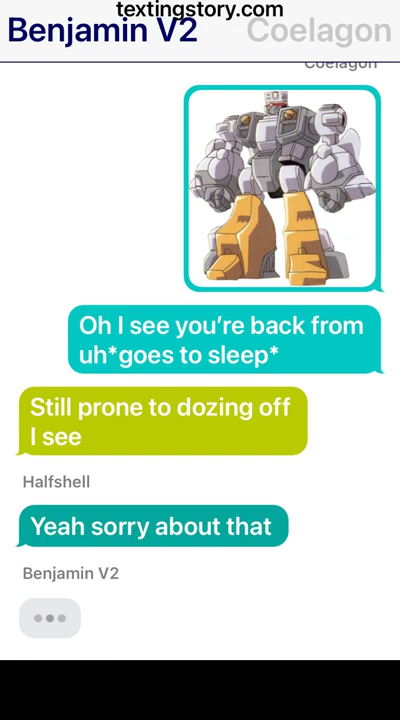 textingstory.com
Benjamin V2 Coelagon
Coelagon
Oh I see you're back from
uh*goes to sleep*
Still prone to dozing off
I see
Halfshell
Yeah sorry about that
Benjamin V2